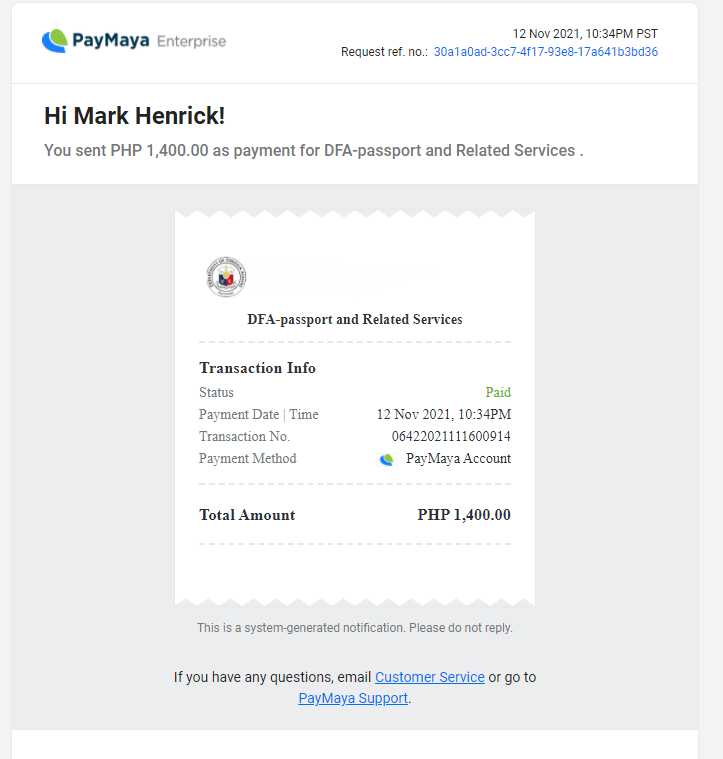 PayMaya Enterprise
12 Nov 2021, 10:34PM PST
Request ref. no.: 30a1a0ad-3cc7-4f17-93e8-17a641b3bd36
Hi Mark Henrick!
You sent PHP 1,400.00 as payment for DFA-passport and Related Services .
DFA-passport and Related Services
Transaction Info
Status Paid
Payment Date | Time 12 Nov 2021, 10:34PM
Transaction No. 06422021111600914
Payment Method PayMaya Account
Total Amount PHP 1,400.00
This is a system-generated notification. Please do not reply.
If you have any questions, email Customer Service or go to
PayMaya Support.